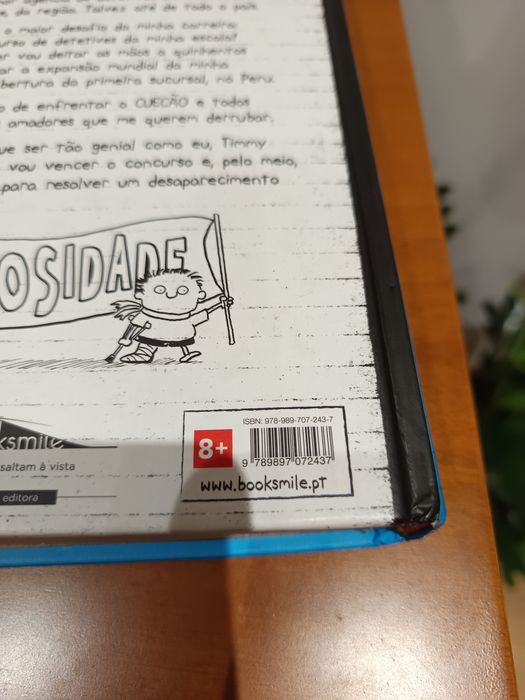 da região. Talvez até de todo o país
o maior desafio da minha carreira:
curso de detetives da minha escola!
vou deitar as mãos a quinhentos
ar a expansão mundial da minha
bertura da primeira sucursal, no Peru.
o de enfrentar o CUECÃO e todos
amadores que me querem derrubar.
ue ser tão genial como eu, Timmy
vou vencer o concurso e, pelo meio,
para resolver um desaparecimento
OSIDADE
ksmile
saltam à vista
editora
ISBN: 978-989-707-243-7
8+
9 789897 072437
www.booksmile.pt